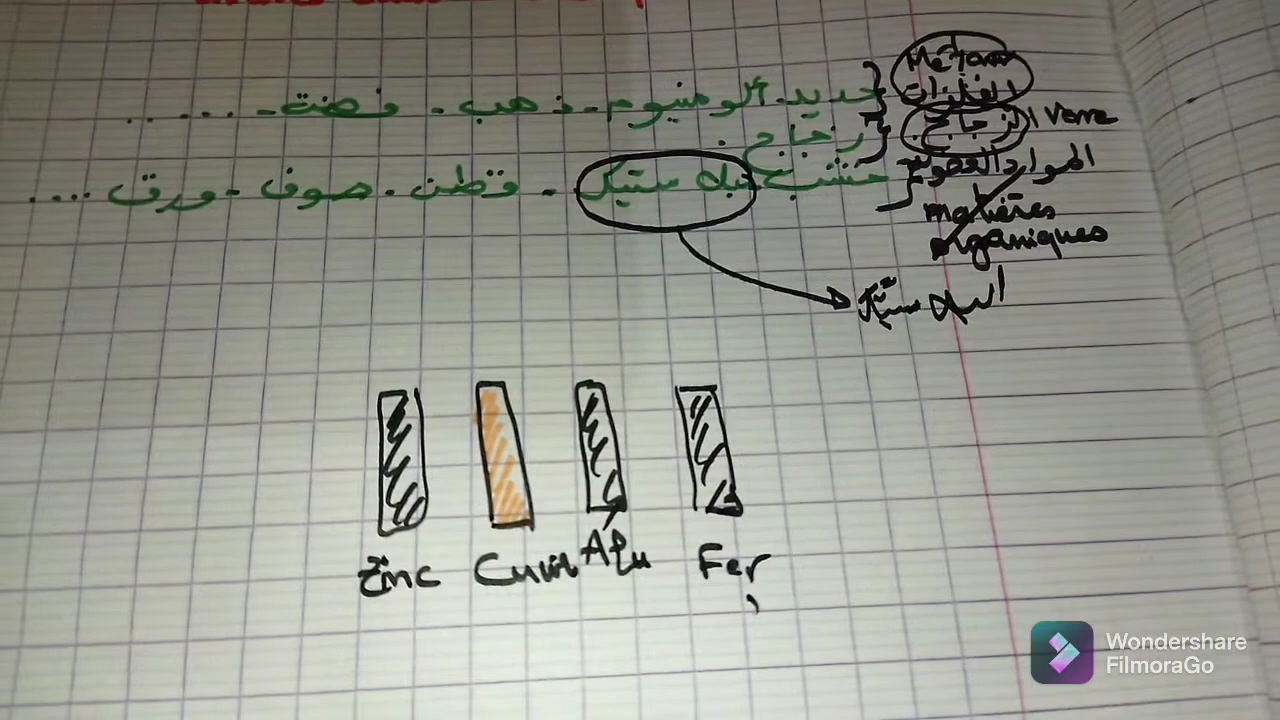 Métaux
حديد. ألومنيوم. ذهب. فضة. ..... الفلزات
زجاج. الزجاج Verre
خشب بلاستيك. قطن. صوف. ورق .... المواد العضوية
matières
organiques
البلاستيك
Zinc Cuivre Alu Fer
Wondershare
FilmoraGo